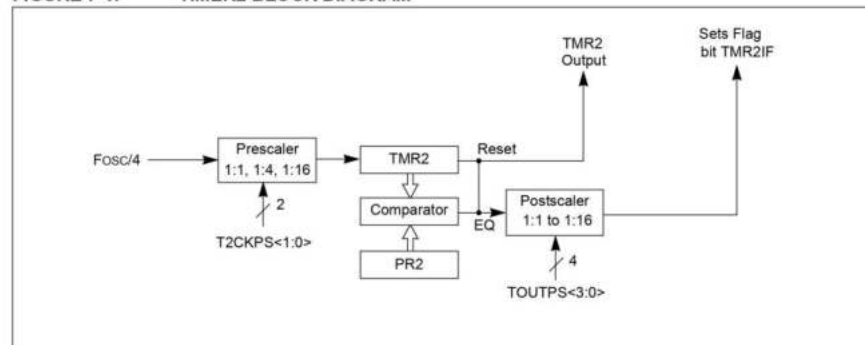 TMR2
Output
Sets Flag
bit TMR2IF
Fosc/4
Prescaler
1:1, 1:4, 1:16
2
T2CKPS<1:0>
TMR2
Reset
Comparator
EQ
Postscaler
1:1 to 1:16
PR2
4
TOUTPS<3:0>